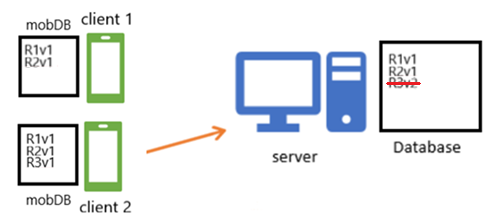 mobDB
client 1
R1v1
R2v1
R1v1
R2v1
R3v1
mobDB
client 2
server
R1v1
R2v1
R3v2
Database